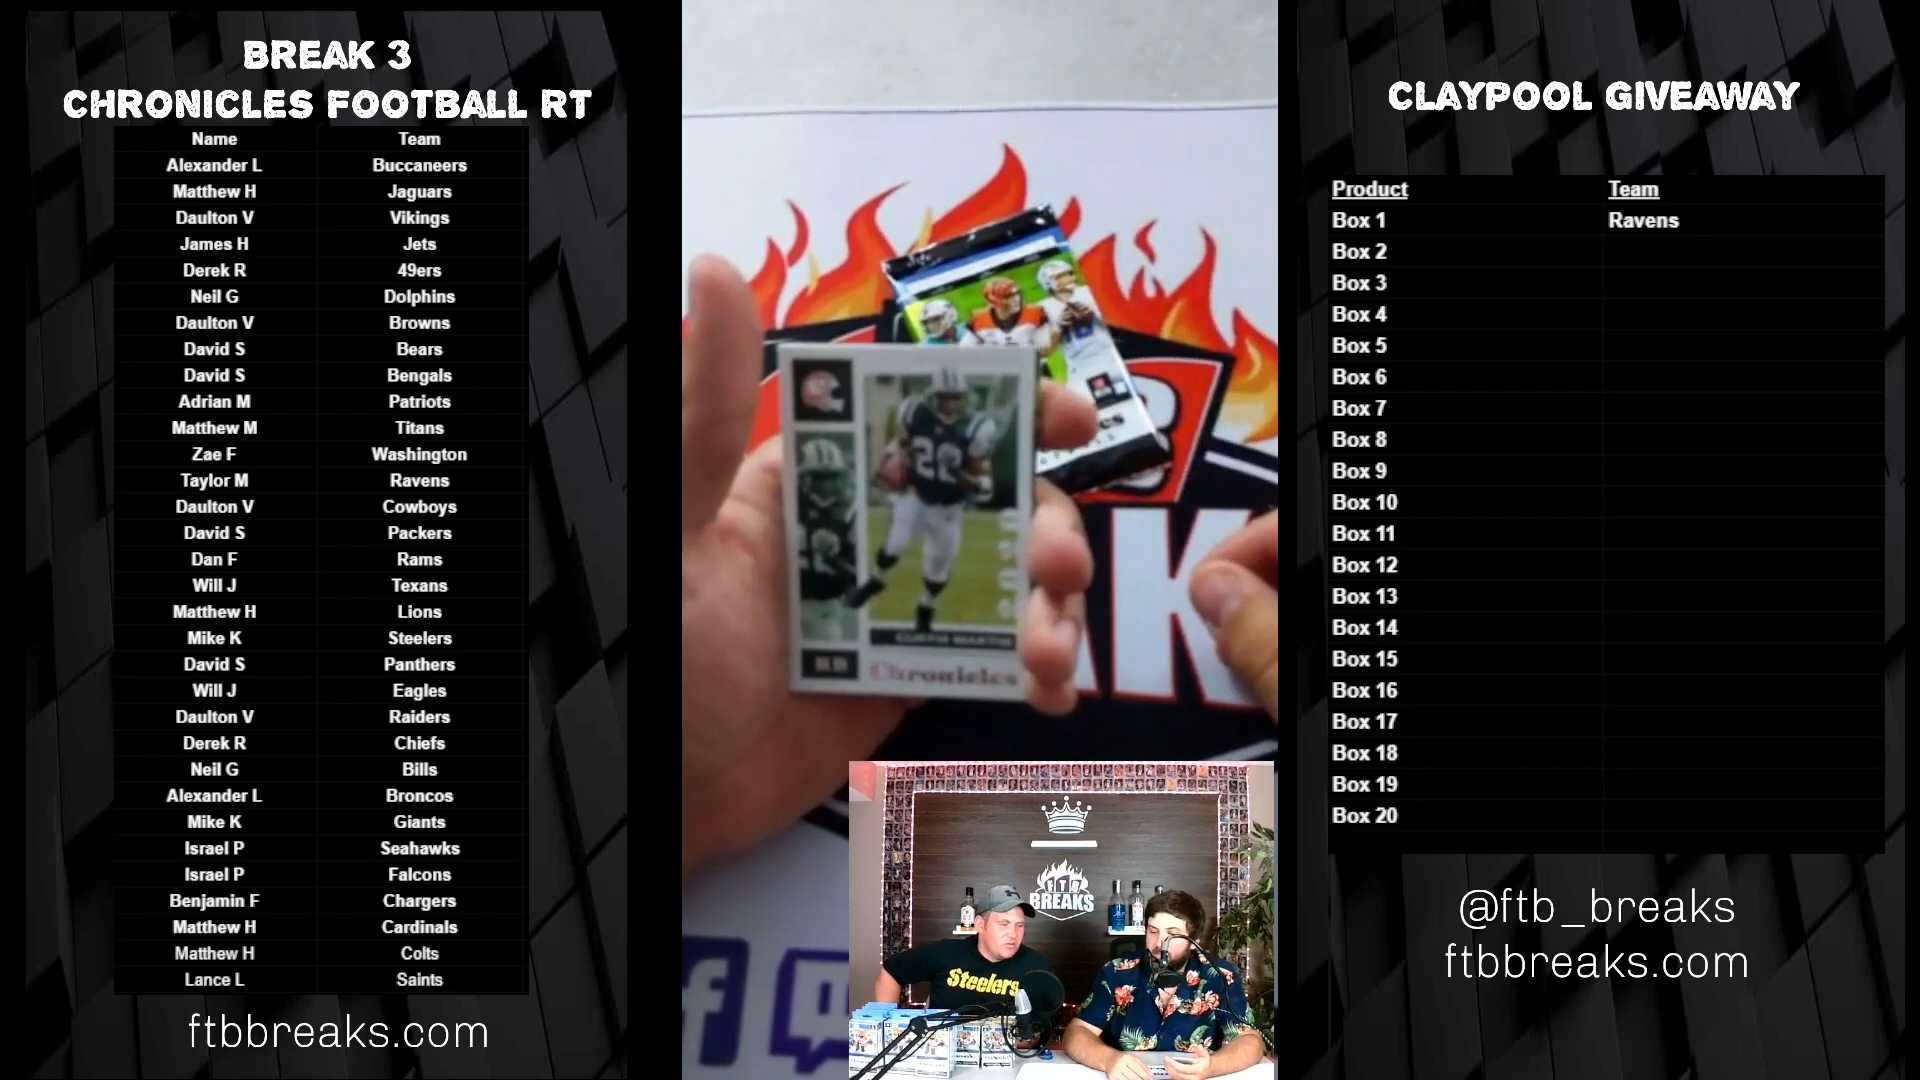 BREAK 3
CHRONICLES FOOTBALL RT
Name Team
Alexander L Buccaneers
Matthew H Jaguars
Daulton V Vikings
James H Jets
Derek R 49ers
Neil G Dolphins
Daulton V Browns
David S Bears
David S Bengals
Adrian M Patriots
Matthew M Titans
Zae F Washington
Taylor M Ravens
Daulton V Cowboys
David S Packers
Dan F Rams
Will J Texans
Matthew H Lions
Mike K Steelers
David S Panthers
Will J Eagles
Daulton V Raiders
Derek R Chiefs
Neil G Bills
Alexander L Broncos
Mike K Giants
Israel P Seahawks
Israel P Falcons
Benjamin F Chargers
Matthew H Cardinals
Matthew H Colts
Lance L Saints
ftbbreaks.com
2020
CURTIS MARTIN
RB
Chronicles
FTB
BREAKS
Steelers
CLAYPOOL GIVEAWAY
Product Team
Box 1 Ravens
Box 2
Box 3
Box 4
Box 5
Box 6
Box 7
Box 8
Box 9
Box 10
Box 11
Box 12
Box 13
Box 14
Box 15
Box 16
Box 17
Box 18
Box 19
Box 20
@ftb_breaks
ftbbreaks.com